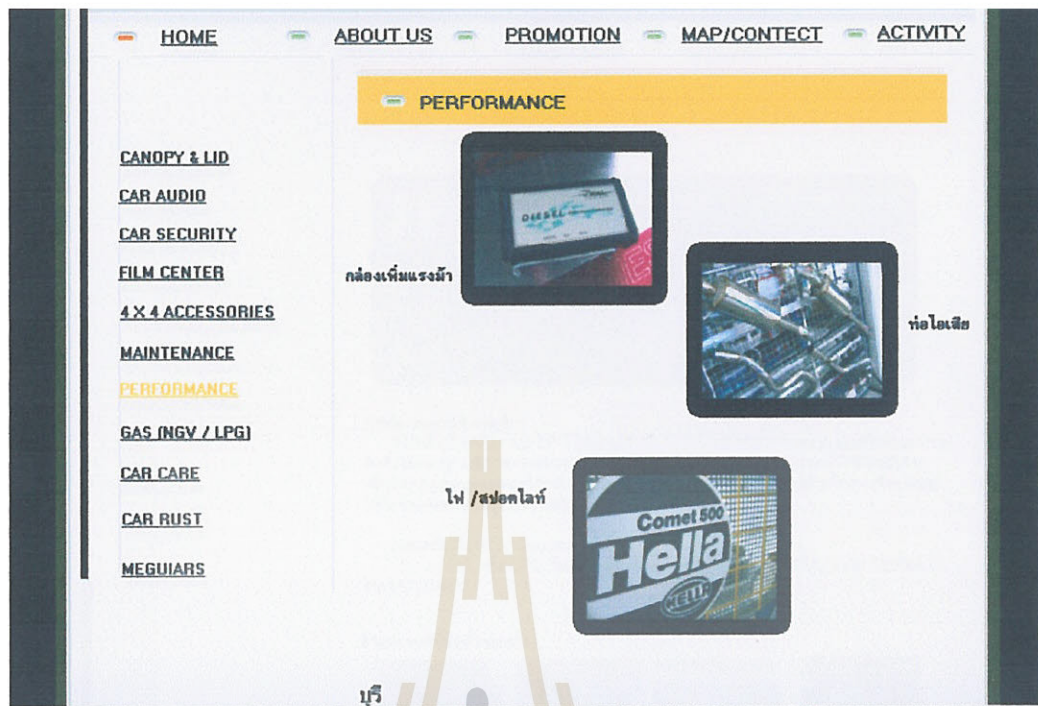 HOME ABOUT US PROMOTION MAP/CONTECT ACTIVITY
PERFORMANCE
CANOPY & LID
CAR AUDIO
CAR SECURITY
FILM CENTER
4 X 4 ACCESSORIES
MAINTENANCE
PERFORMANCE
GAS (NGV / LPG)
CAR CARE
CAR RUST
MEGUIARS
กล่องเพิ่มแรงม้า
DIESEL
ท่อไอเสีย
ไฟ /สปอตไลท์
Comet 500
Hella
HELLA
บุรี